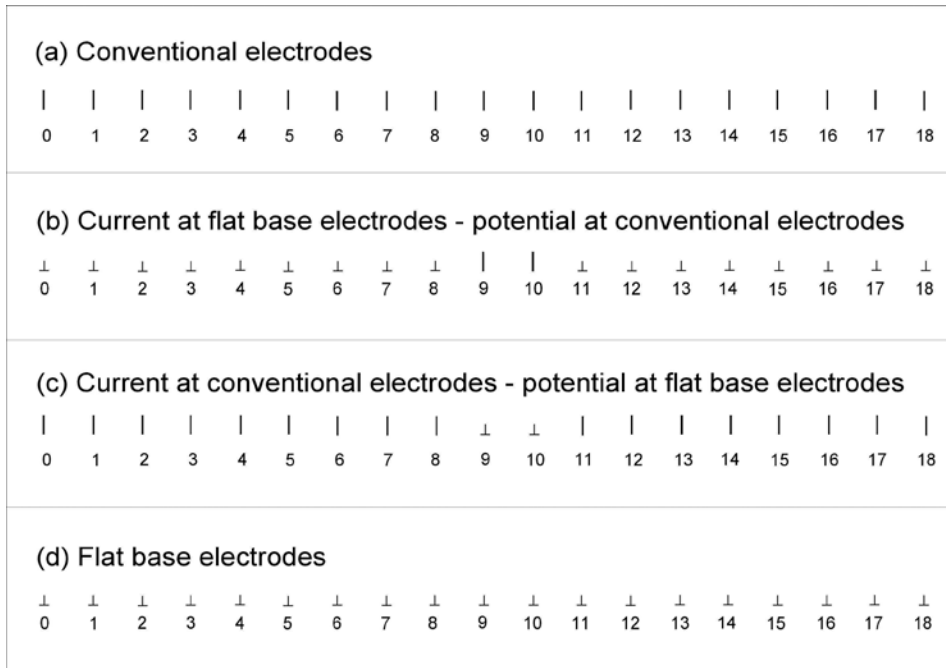 (a) Conventional electrodes
0 1 2 3 4 5 6 7 8 9 10 11 12 13 14 15 16 17 18
(b) Current at flat base electrodes - potential at conventional electrodes
0 1 2 3 4 5 6 7 8 9 10 11 12 13 14 15 16 17 18
(c) Current at conventional electrodes - potential at flat base electrodes
0 1 2 3 4 5 6 7 8 9 10 11 12 13 14 15 16 17 18
(d) Flat base electrodes
0 1 2 3 4 5 6 7 8 9 10 11 12 13 14 15 16 17 18